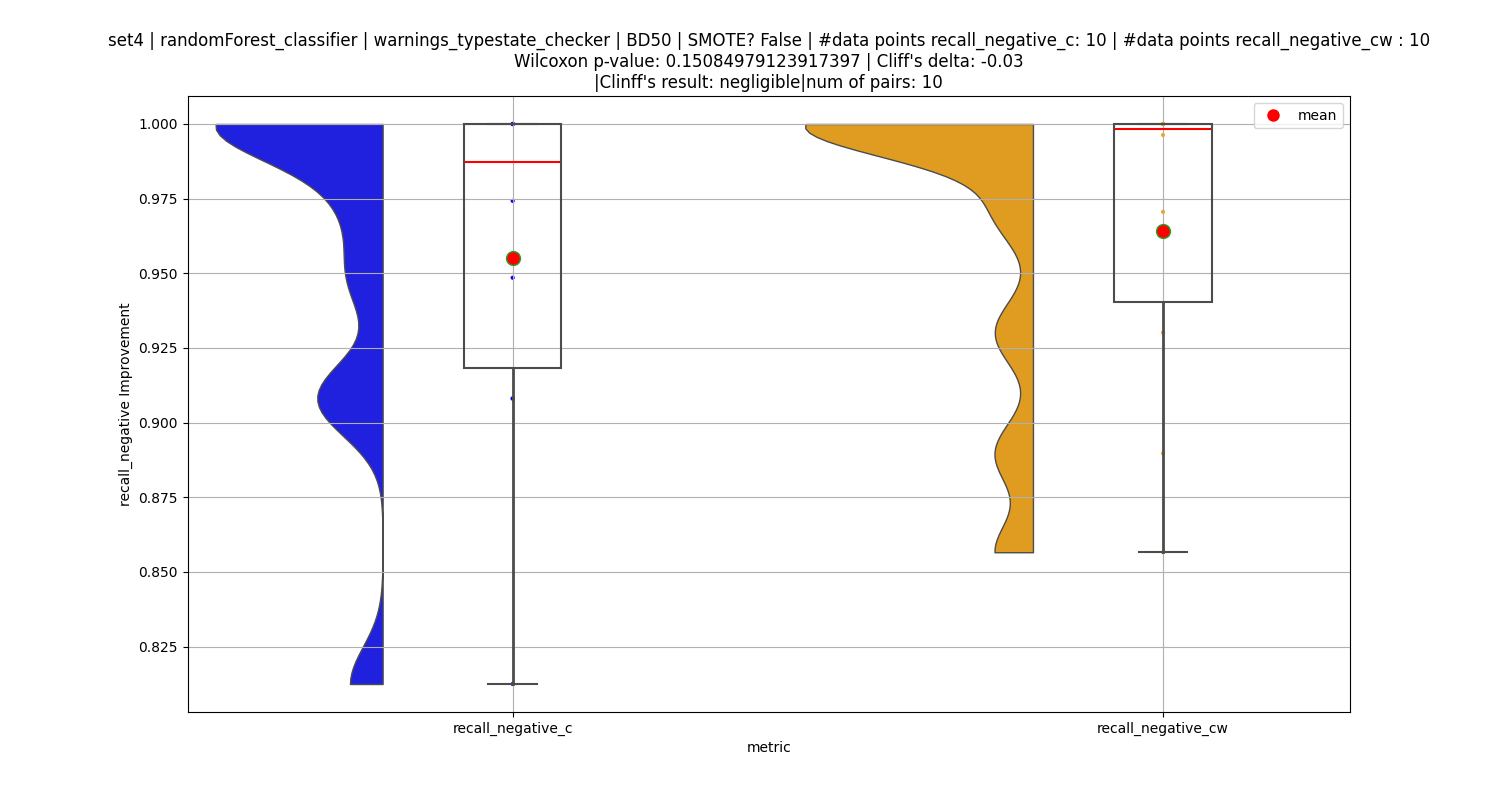 set4 | randomForest_classifier | warnings_typestate_checker | BD50 | SMOTE? False | #data points recall_negative_c: 10 | #data points recall_negative_cw : 10
Wilcoxon p-value: 0.15084979123917397 | Cliff's delta: -0.03
|Clinff's result: negligible|num of pairs: 10
mean
1.000
0.975
0.950
0.925
0.900
0.875
0.850
0.825
recall_negative Improvement
recall_negative_c
recall_negative_cw
metric